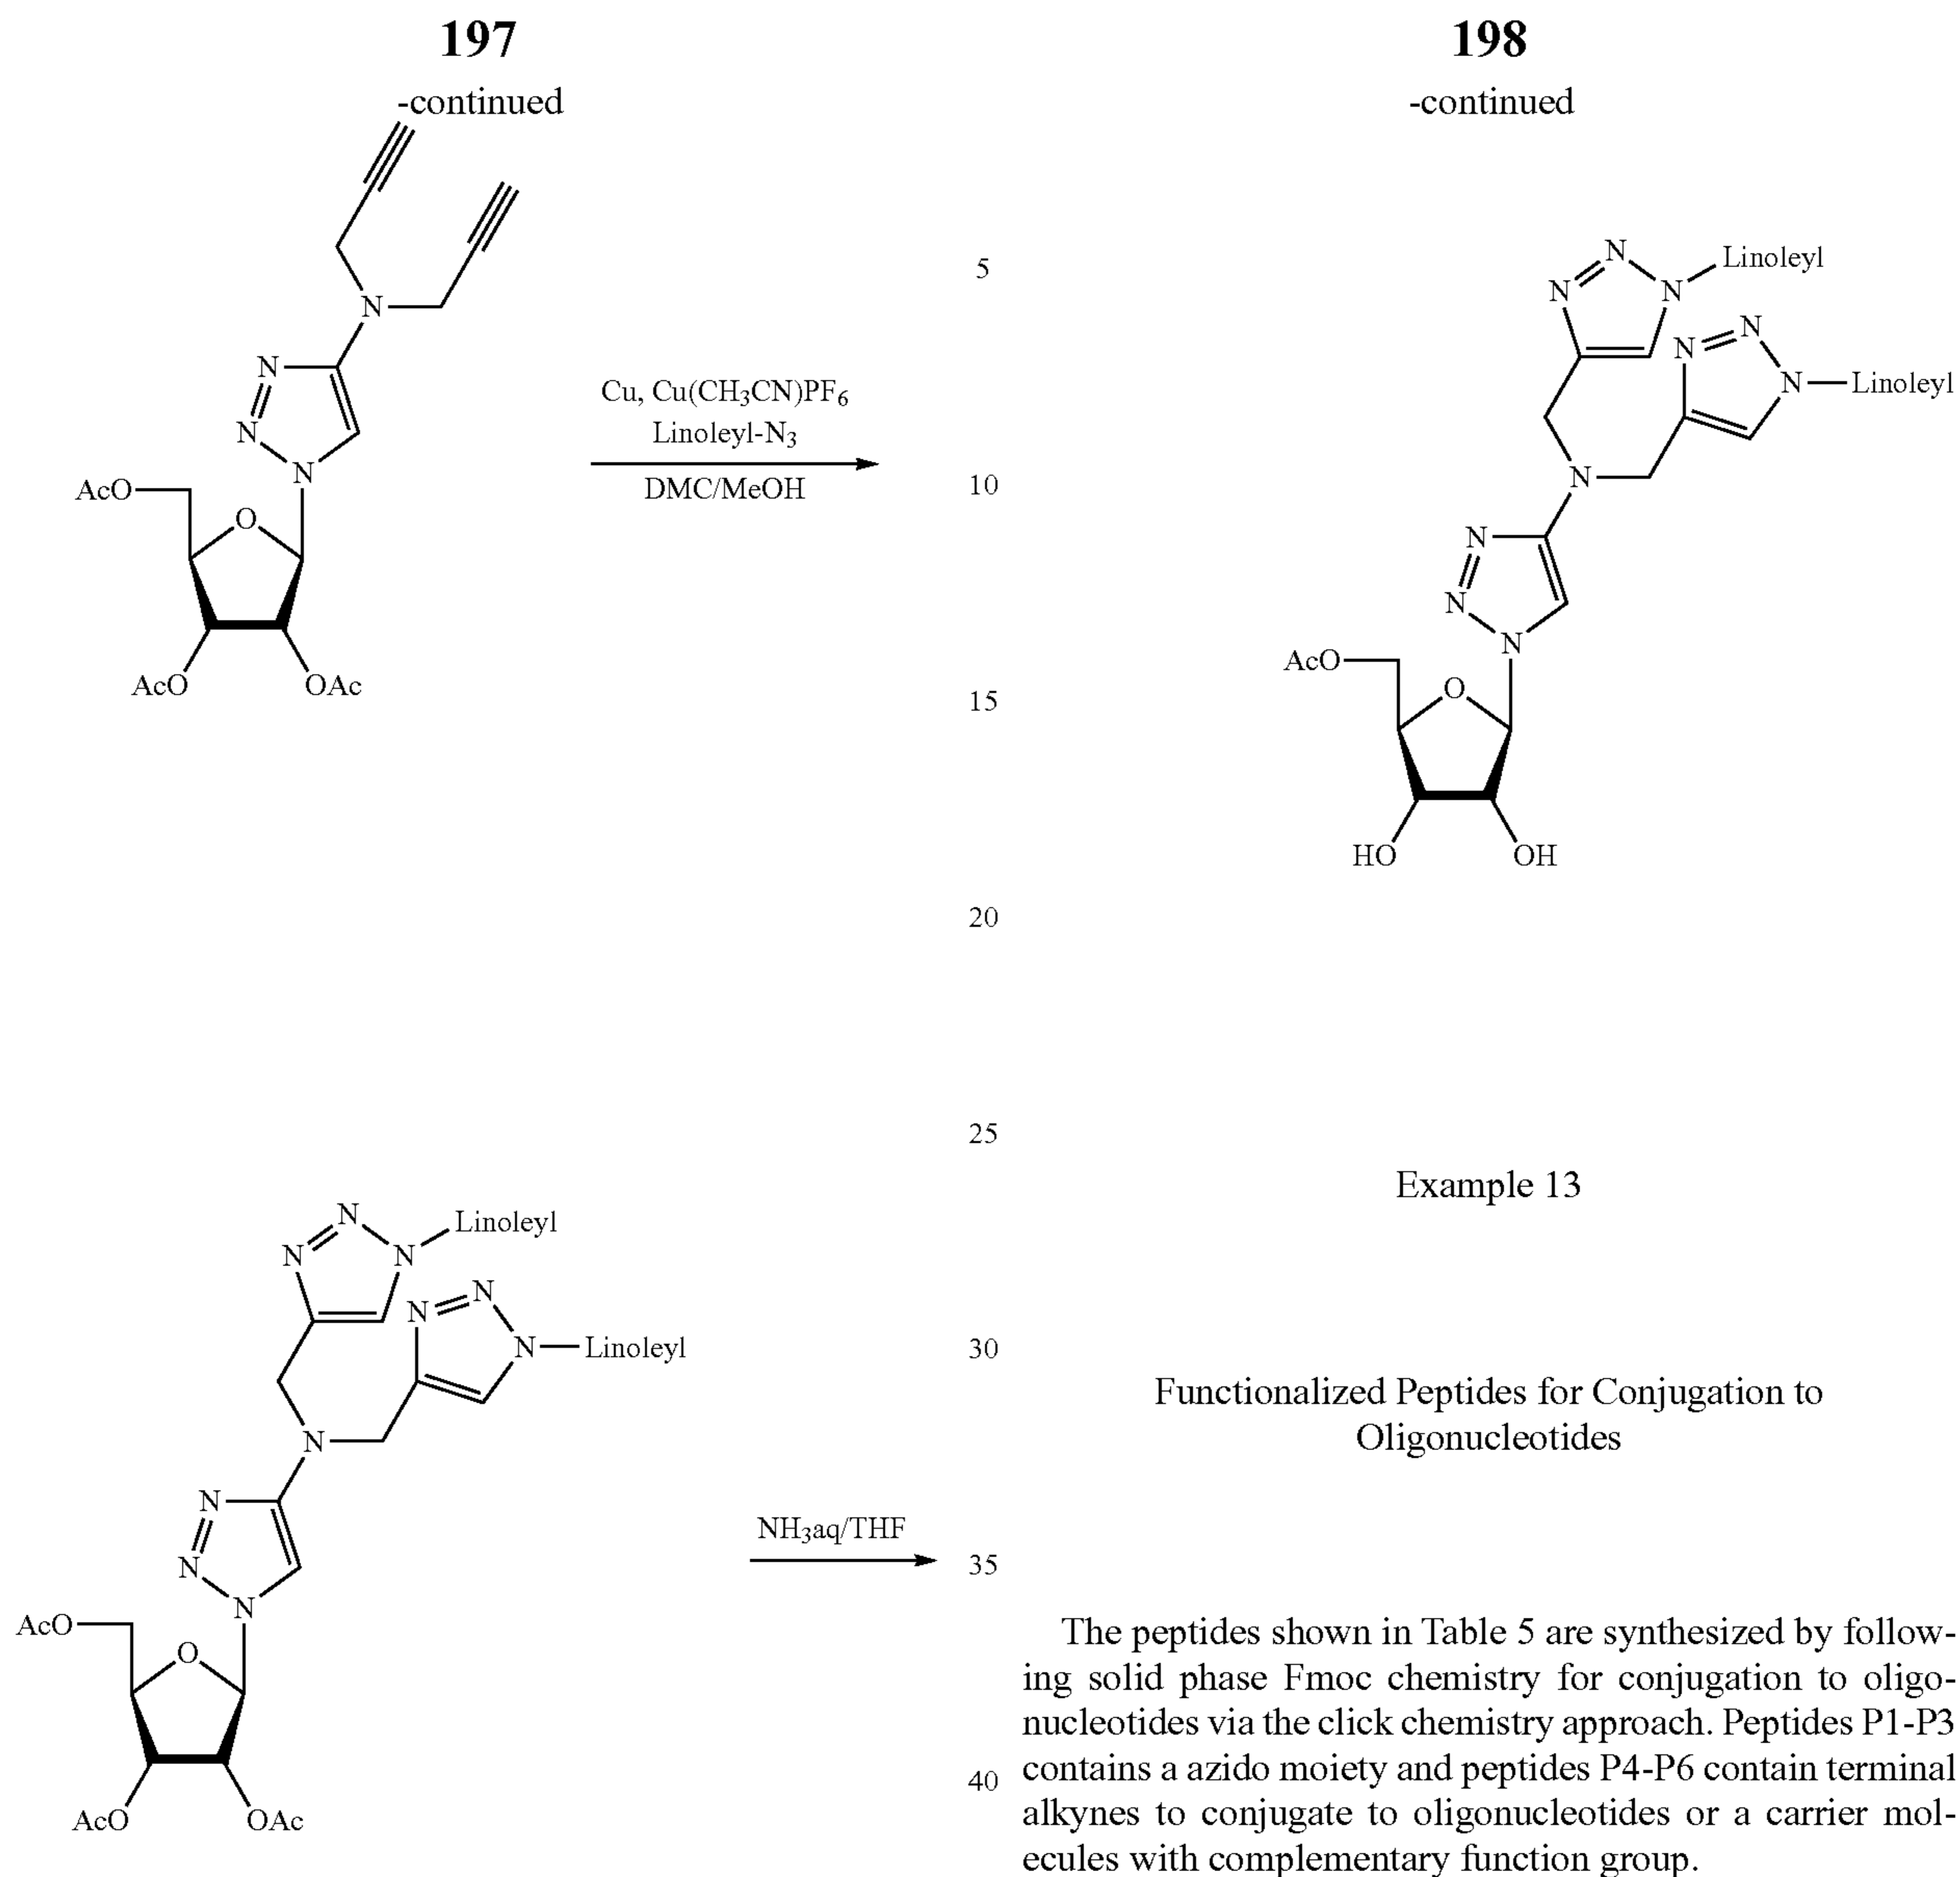 197
-continued
N
N
N
N
AcO
O
AcO
OAc
Cu, Cu(CH3CN)PF6
Linoleyl-N3
DMC/MeOH
N
N
N
Linoleyl
N
N
N
Linoleyl
N
N
N
N
AcO
O
AcO
OAc
NH3aq/THF
5
10
15
20
25
30
35
40
198
-continued
N
N
N
Linoleyl
N
N
N
Linoleyl
N
N
N
N
AcO
O
HO
OH
Example 13
Functionalized Peptides for Conjugation to
Oligonucleotides
The peptides shown in Table 5 are synthesized by follow-
ing solid phase Fmoc chemistry for conjugation to oligo-
nucleotides via the click chemistry approach. Peptides P1-P3
contains a azido moiety and peptides P4-P6 contain terminal
alkynes to conjugate to oligonucleotides or a carrier mol-
ecules with complementary function group.